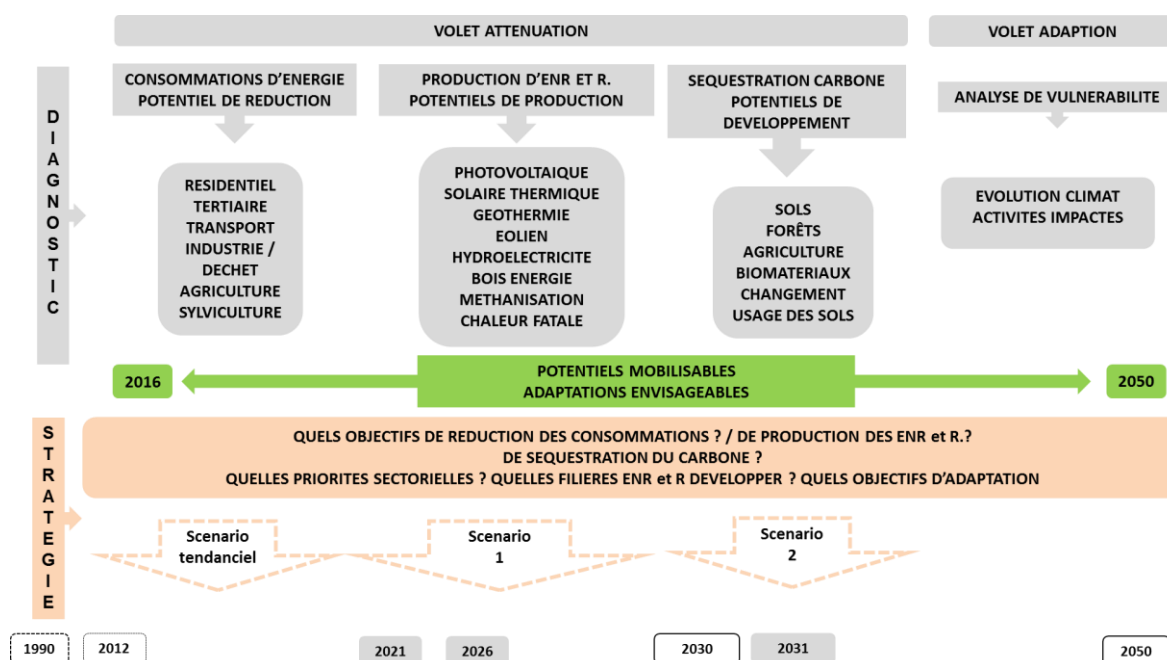 VOLET ATTENUATION
VOLET ADAPTION
DIAGNOSTIC
CONSOMMATIONS D'ENERGIE
POTENTIEL DE REDUCTION
PRODUCTION D'ENR ET R.
POTENTIELS DE PRODUCTION
SEQUESTRATION CARBONE
POTENTIELS DE
DEVELOPPEMENT
ANALYSE DE VULNERABILITE
RESIDENTIEL
TERTIAIRE
TRANSPORT
INDUSTRIE /
DECHET
AGRICULTURE
SYLVICULTURE
PHOTOVOLTAIQUE
SOLAIRE THERMIQUE
GEOTHERMIE
EOLIEN
HYDROELECTRICITE
BOIS ENERGIE
METHANISATION
CHALEUR FATALE
SOLS
FORÊTS
AGRICULTURE
BIOMATERIAUX
CHANGEMENT
USAGE DES SOLS
EVOLUTION CLIMAT
ACTIVITES IMPACTES
2016
POTENTIELS MOBILISABLES
ADAPTATIONS ENVISAGEABLES
2050
STRATEGIE
QUELS OBJECTIFS DE REDUCTION DES CONSOMMATIONS ? / DE PRODUCTION DES ENR et R.?
DE SEQUESTRATION DU CARBONE ?
QUELLES PRIORITES SECTORIELLES ? QUELLES FILIERES ENR et R DEVELOPPER ? QUELS OBJECTIFS D'ADAPTATION
Scenario
tendanciel
Scenario
1
Scenario
2
1990
2012
2021
2026
2030
2031
2050